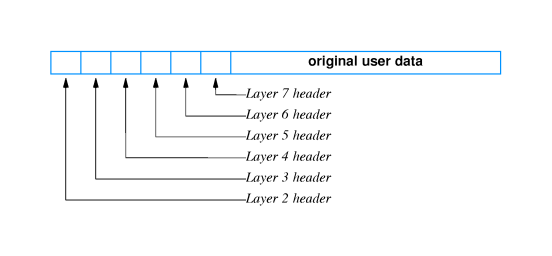 original user data
Layer 7 header
Layer 6 header
Layer 5 header
Layer 4 header
Layer 3 header
Layer 2 header